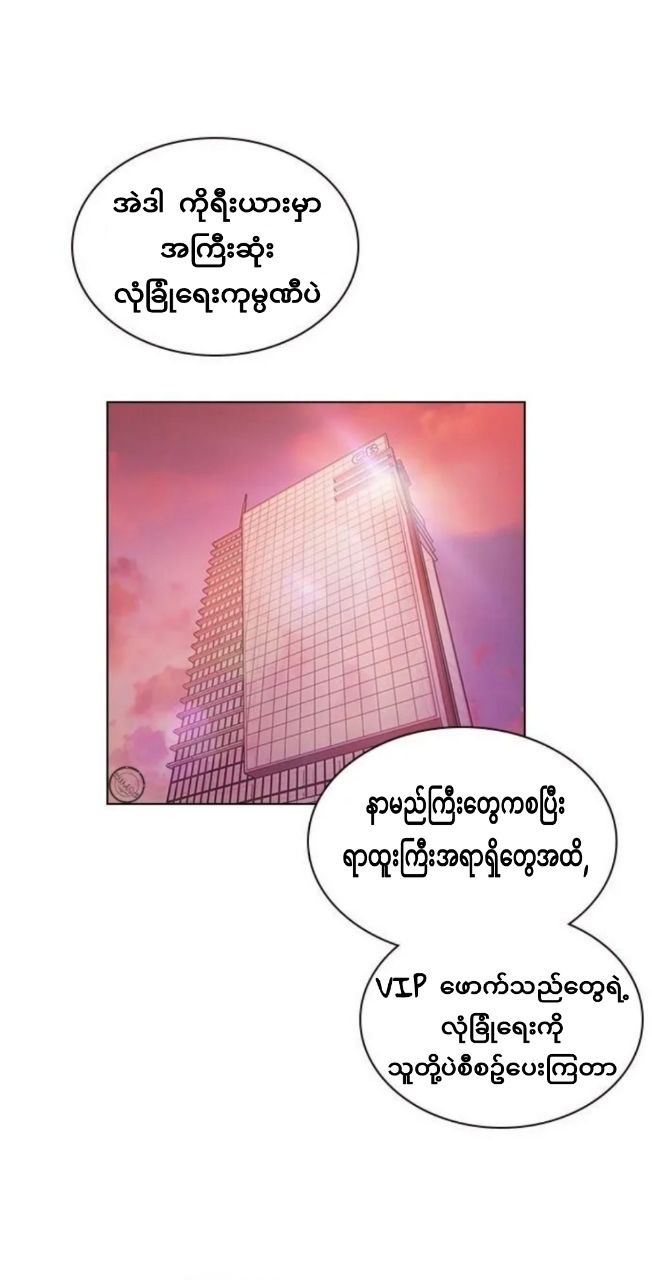 အဲဒါ ကိုရီးယားမှာ
အကြီးဆုံး
လုံခြုံရေးကုမ္ပဏီပဲ
နာမည်ကြီးတွေကစပြီး
ရာထူးကြီးအရာရှိတွေအထိ,
VIP ဖောက်သည်တွေရဲ့
လုံခြုံရေးကို
သူတို့ပဲစီစဉ်ပေးကြတာ